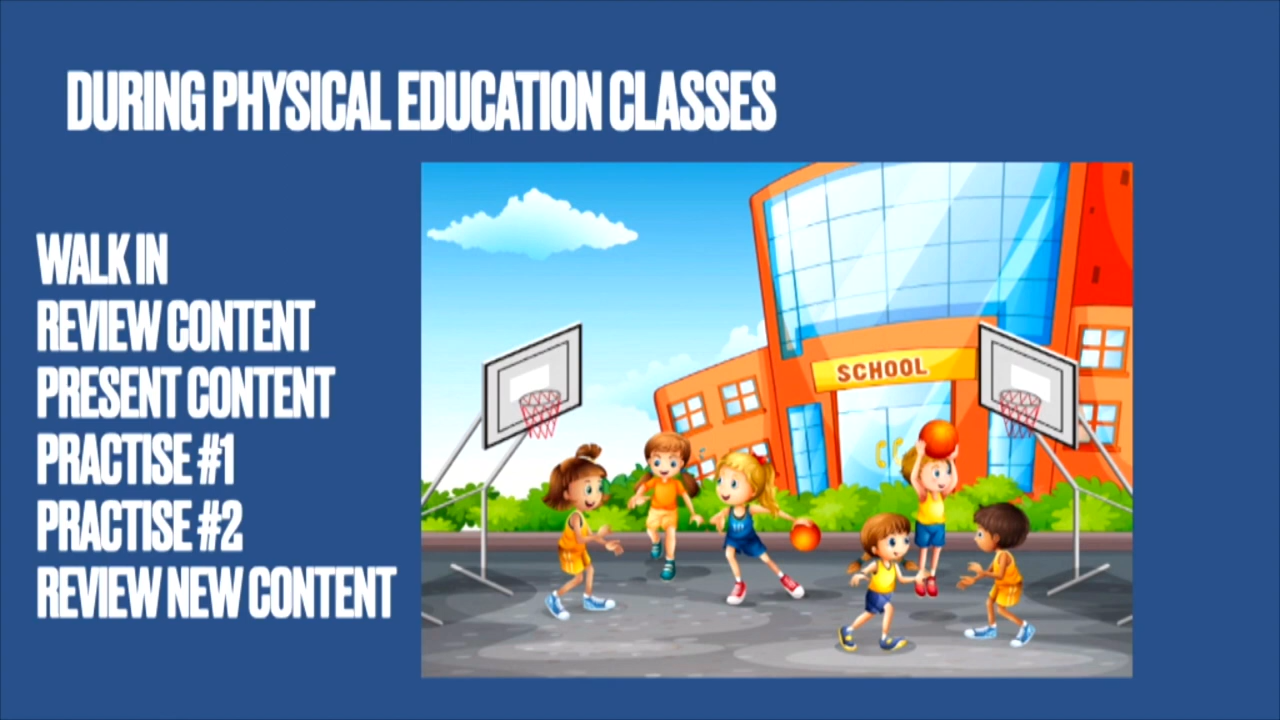 DURING PHYSICAL EDUCATION CLASSES
WALK IN
REVIEW CONTENT
PRESENT CONTENT
PRACTISE #1
PRACTISE #2
REVIEW NEW CONTENT
SCHOOL